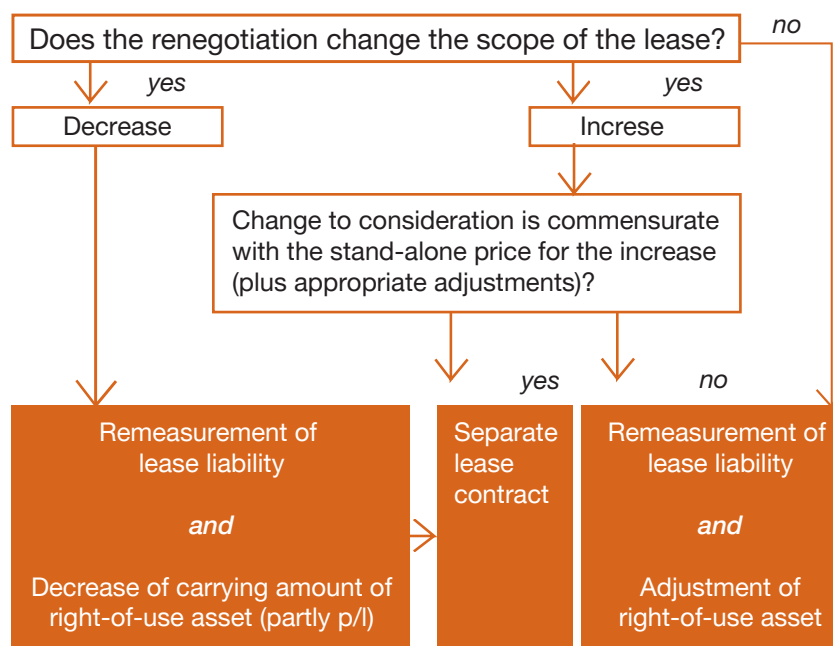 Does the renegotiation change the scope of the lease?
no
yes
yes
Decrease
Increse
Change to consideration is commensurate
with the stand-alone price for the increase
(plus appropriate adjustments)?
yes
no
Remeasurement of
lease liability
and
Decrease of carrying amount of
right-of-use asset (partly p/l)
Separate
lease
contract
Remeasurement of
lease liability
and
Adjustment of
right-of-use asset